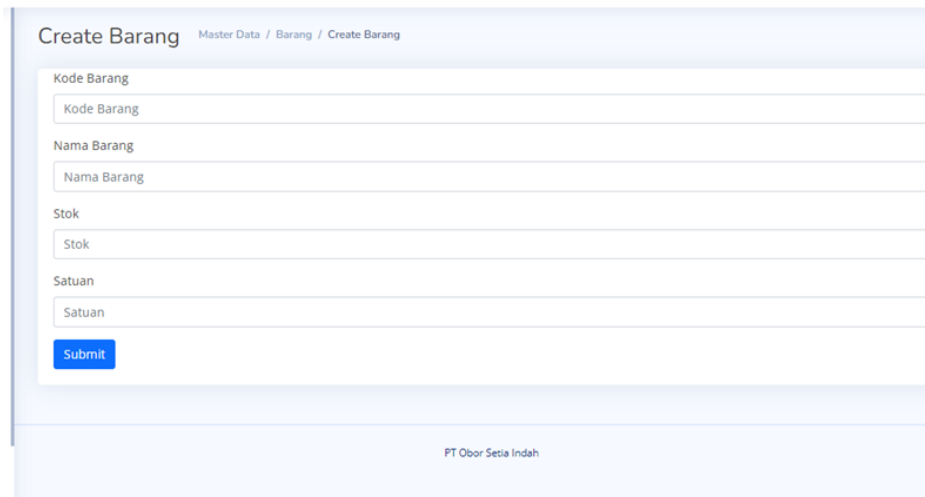 Create Barang Master Data / Barang / Create Barang
Kode Barang
Kode Barang
Nama Barang
Nama Barang
Stok
Stok
Satuan
Satuan
Submit
PT Obor Setia Indah